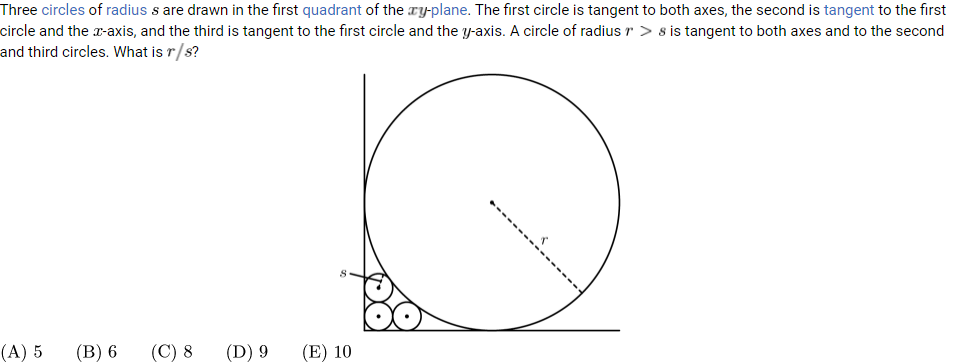 Three circles of radius s are drawn in the first quadrant of the xy-plane. The first circle is tangent to both axes, the second is tangent to the first
circle and the x-axis, and the third is tangent to the first circle and the y-axis. A circle of radius r > s is tangent to both axes and to the second
and third circles. What is r/s?
r
s
(A) 5 (B) 6 (C) 8 (D) 9 (E) 10